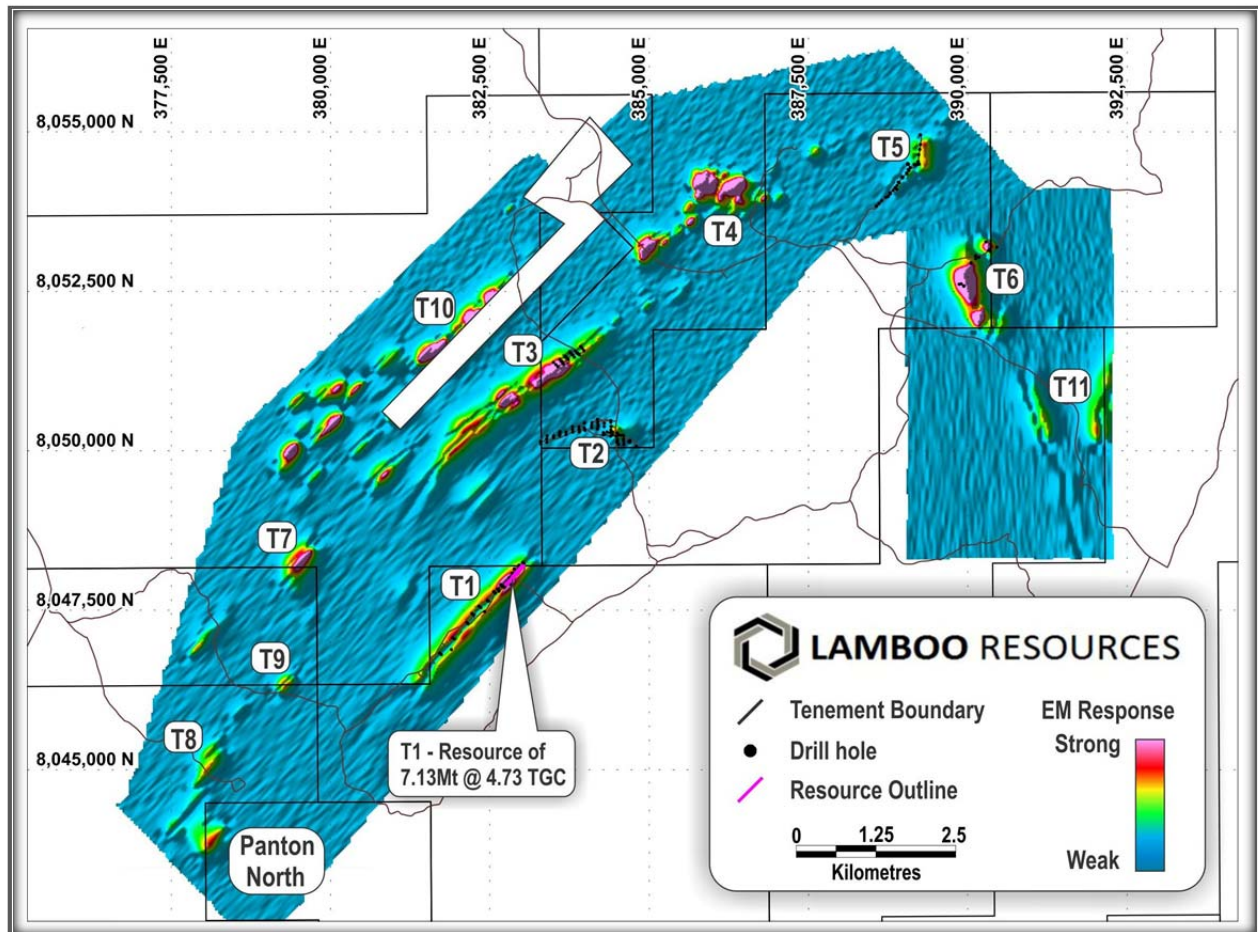 377,500 E
380,000 E
382,500 E
385,000 E
387,500 E
390,000 E
392,500 E
8,055,000 N
8,052,500 N
8,050,000 N
8,047,500 N
8,045,000 N
T5
T4
T6
T10
T3
T11
T2
T7
T1
T9
T8
Panton
North
T1 - Resource of
7.13Mt @ 4.73 TGC
LAMBOO RESOURCES
Tenement Boundary
Drill hole
Resource Outline
0 1.25 2.5
Kilometres
EM Response
Strong
Weak